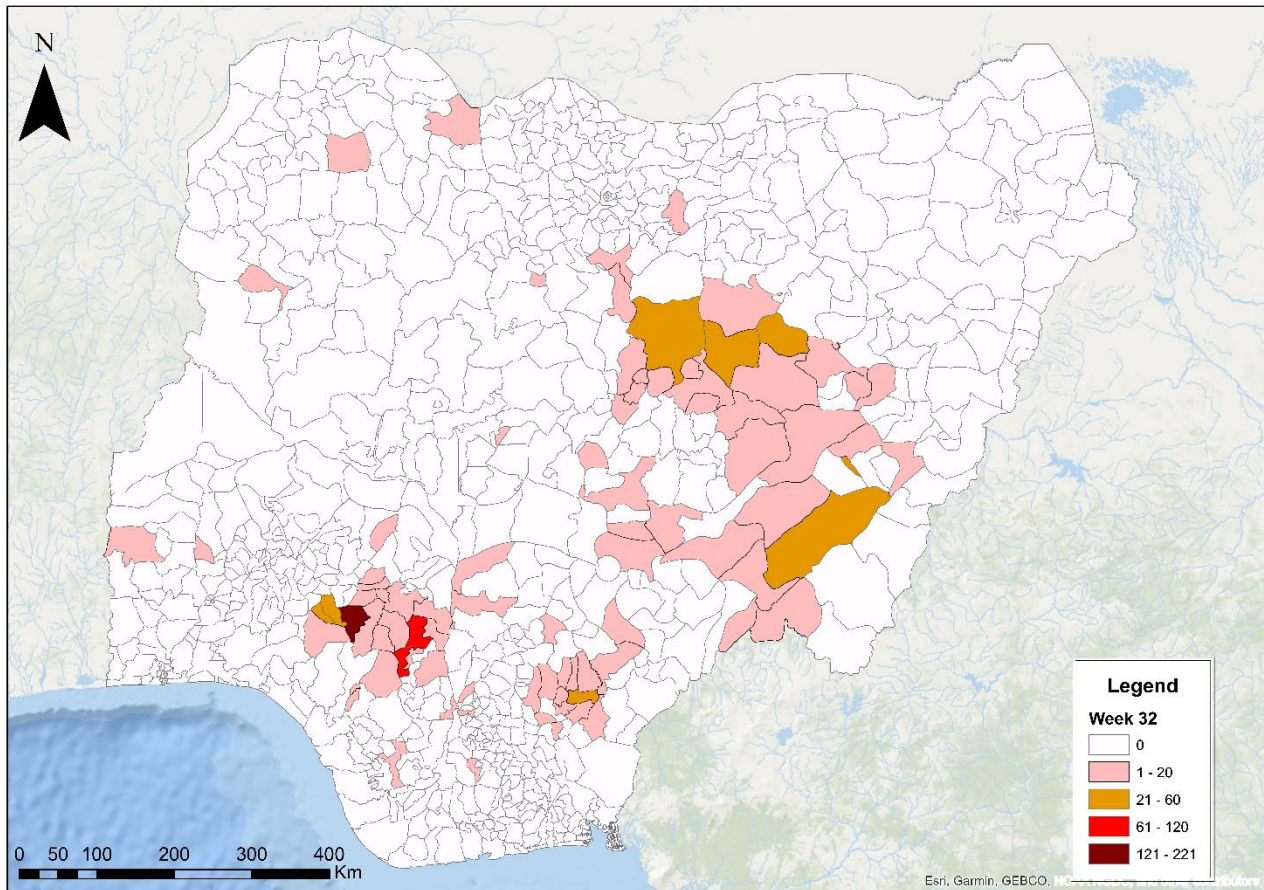 N
Legend
Week 32
0
1 - 20
21 - 60
61 - 120
121 - 221
0 50 100 200 300 400
Km
Esri, Garmin, GEBCO,